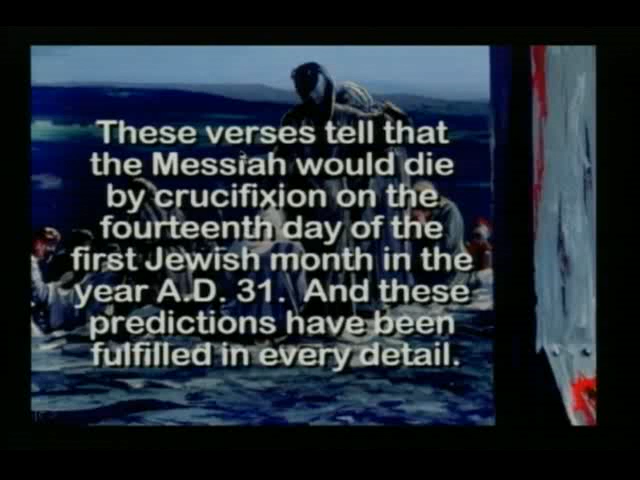 These verses tell that
the Messiah would die
by crucifixion on the
fourteenth day of the
first Jewish month in the
year A.D. 31. And these
predictions have been
fulfilled in every detail.